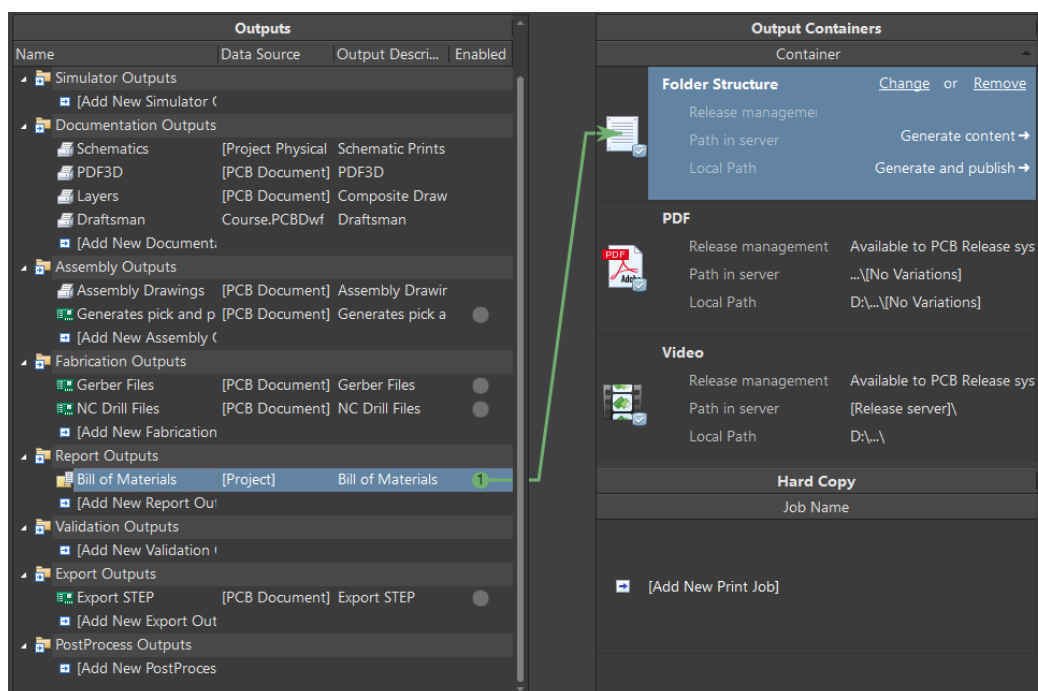 Outputs
Name Data Source Output Descri... Enabled
Simulator Outputs
[Add New Simulator (
Documentation Outputs
Schematics [Project Physical Schematic Prints
PDF3D [PCB Document] PDF3D
Layers [PCB Document] Composite Draw
Draftsman Course.PCBDwf Draftsman
[Add New Documenta
Assembly Outputs
Assembly Drawings [PCB Document] Assembly Drawin
Generates pick and p [PCB Document] Generates pick a
[Add New Assembly (
Fabrication Outputs
Gerber Files [PCB Document] Gerber Files
NC Drill Files [PCB Document] NC Drill Files
[Add New Fabrication
Report Outputs
Bill of Materials [Project] Bill of Materials 1
[Add New Report Out
Validation Outputs
[Add New Validation
Export Outputs
Export STEP [PCB Document] Export STEP
[Add New Export Out
PostProcess Outputs
[Add New PostProces
Output Containers
Container
Folder Structure Change or Remove
Release managemen
Path in server Generate content
Local Path Generate and publish
PDF
PDF
Adobe
Release management Available to PCB Release sys
Path in server ...\[No Variations]
Local Path D:\...\[No Variations]
Video
Release management Available to PCB Release sys
Path in server [Release server]\
Local Path D:\...\
Hard Copy
Job Name
[Add New Print Job]